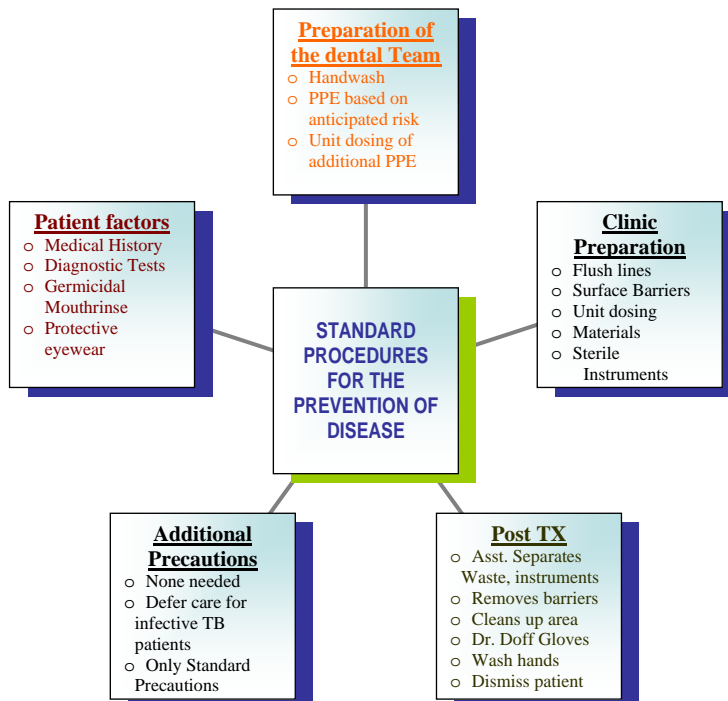 Preparation of
the dental Team
o Handwash
o PPE based on
anticipated risk
o Unit dosing of
additional PPE
Patient factors
o Medical History
o Diagnostic Tests
o Germicidal
Mouthrinse
o Protective
eyewear
Clinic
Preparation
o Flush lines
o Surface Barriers
o Unit dosing
o Materials
o Sterile
Instruments
STANDARD
PROCEDURES
FOR THE
PREVENTION OF
DISEASE
Additional
Precautions
o None needed
o Defer care for
infective TB
patients
o Only Standard
Precautions
Post TX
o Asst. Separates
Waste, instruments
o Removes barriers
o Cleans up area
o Dr. Doff Gloves
o Wash hands
o Dismiss patient